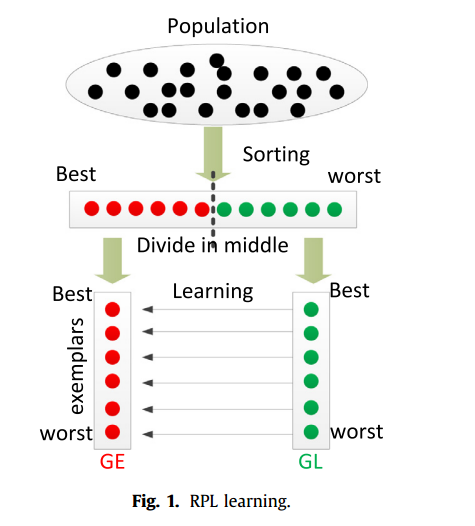 Population
Sorting
Best
worst
Divide in middle
Best
Learning
Best
exemplars
worst
worst
GE
GL
Fig. 1. RPL learning.